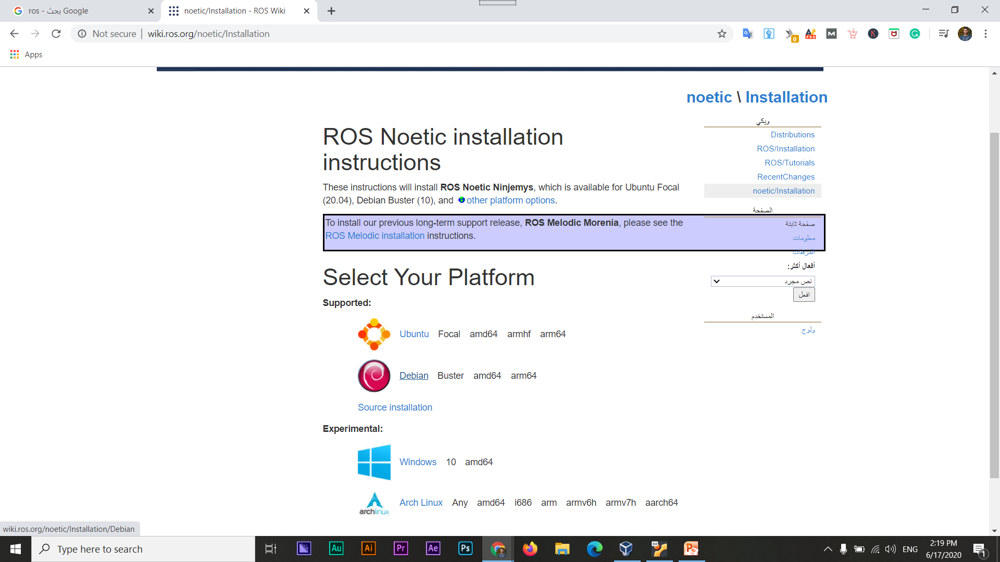 ros - بحث Google
noetic/Installation - ROS Wiki
Not secure
wiki.ros.org/noetic/Installation
0
PRO
M
K
G
Apps
noetic \ Installation
ويكي
Distributions
ROS/Installation
ROS/Tutorials
RecentChanges
noetic/Installation
الصفحة
صفحة ثابتة
معلومات
المرفقات
أفعال أكثر:
نص مجرد
افعل
المستخدم
ولوج
ROS Noetic installation
instructions
These instructions will install ROS Noetic Ninjemys, which is available for Ubuntu Focal
(20.04), Debian Buster (10), and other platform options.
To install our previous long-term support release, ROS Melodic Morenia, please see the
ROS Melodic installation instructions.
Select Your Platform
Supported:
Ubuntu Focal amd64 armhf arm64
Debian Buster amd64 arm64
Source installation
Experimental:
Windows 10 amd64
archlinux Arch Linux Any amd64 i686 arm armv6h armv7h aarch64
wiki.ros.org/noetic/Installation/Debian
Type here to search
Au
Ai
Pr
Ae
Ps
64
P
ENG
2:19 PM
6/17/2020
1